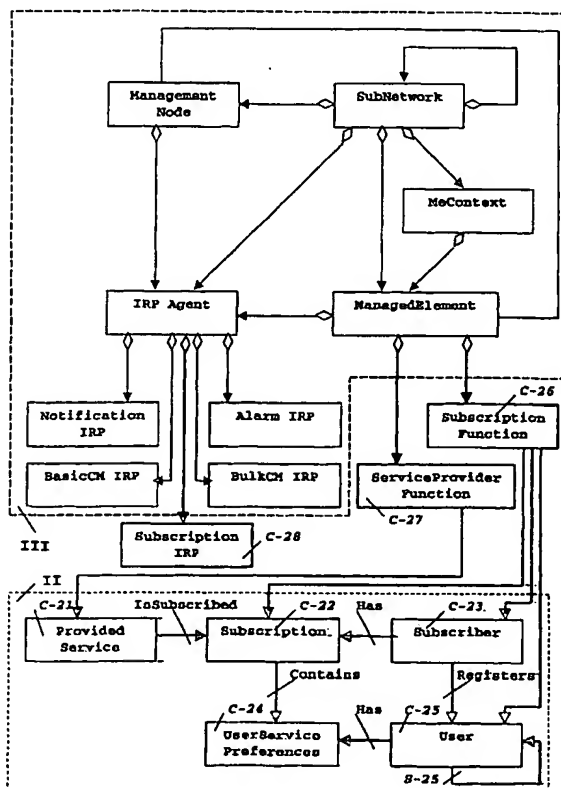 Management
Node
SubNetwork
MeContext
IRP Agent
ManagedElement
Notification
IRP
Alarm IRP
C-26
Subscription
Function
BasicCM IRP
BulkCM IRP
ServiceProvider
Function
C-27
III
Subscription
IRP
C-28
II
C-21
InSubscribed
C-22
Has
C-23
Provided
Service
Subscription
Subscriber
Contains
Registers
C-24
Has
C-25
UserService
Preferences
User
S-25